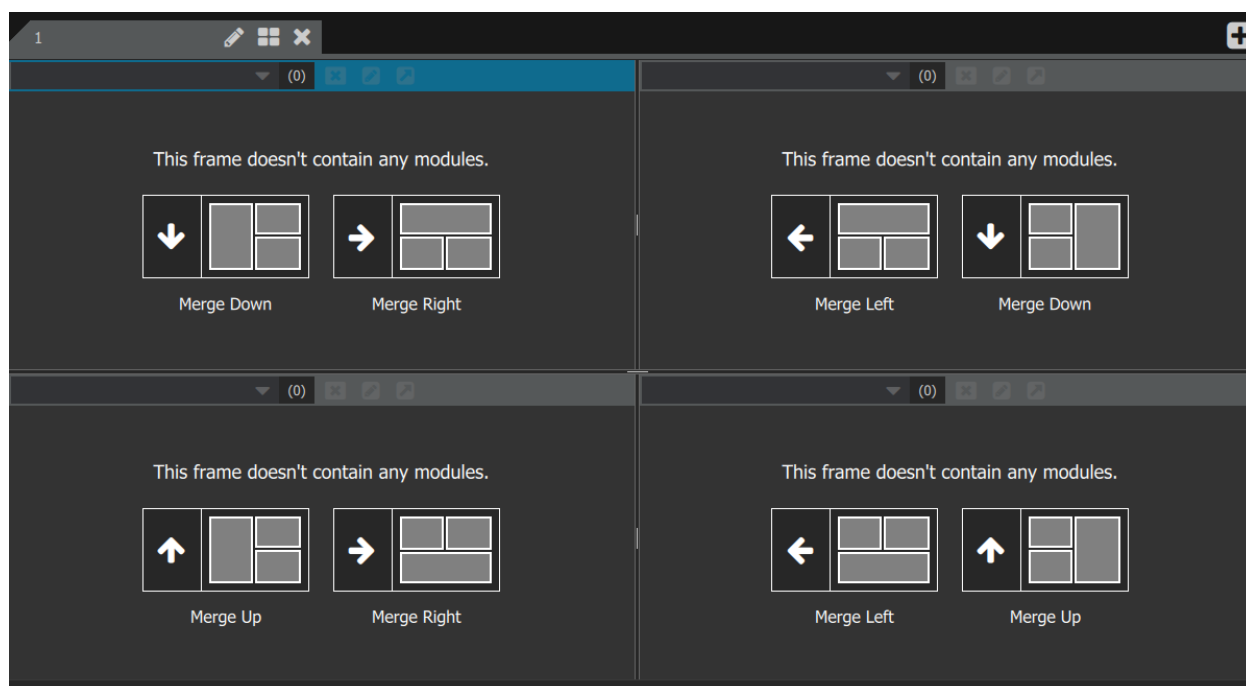 1
(0)
(0)
This frame doesn't contain any modules.
This frame doesn't contain any modules.
Merge Down
Merge Right
Merge Left
Merge Down
(0)
(0)
This frame doesn't contain any modules.
This frame doesn't contain any modules.
Merge Up
Merge Right
Merge Left
Merge Up